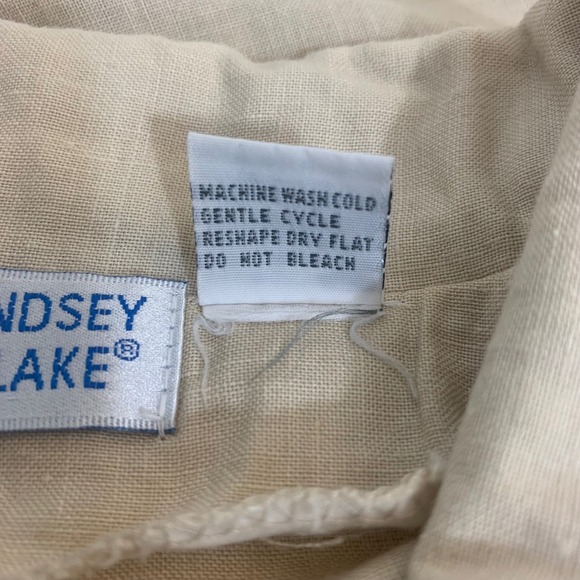 MACHINE WASH COLD
GENTLE CYCLE
RESHAPE DRY FLAT
DO NOT BLEACH
NDSEY
LAKE®